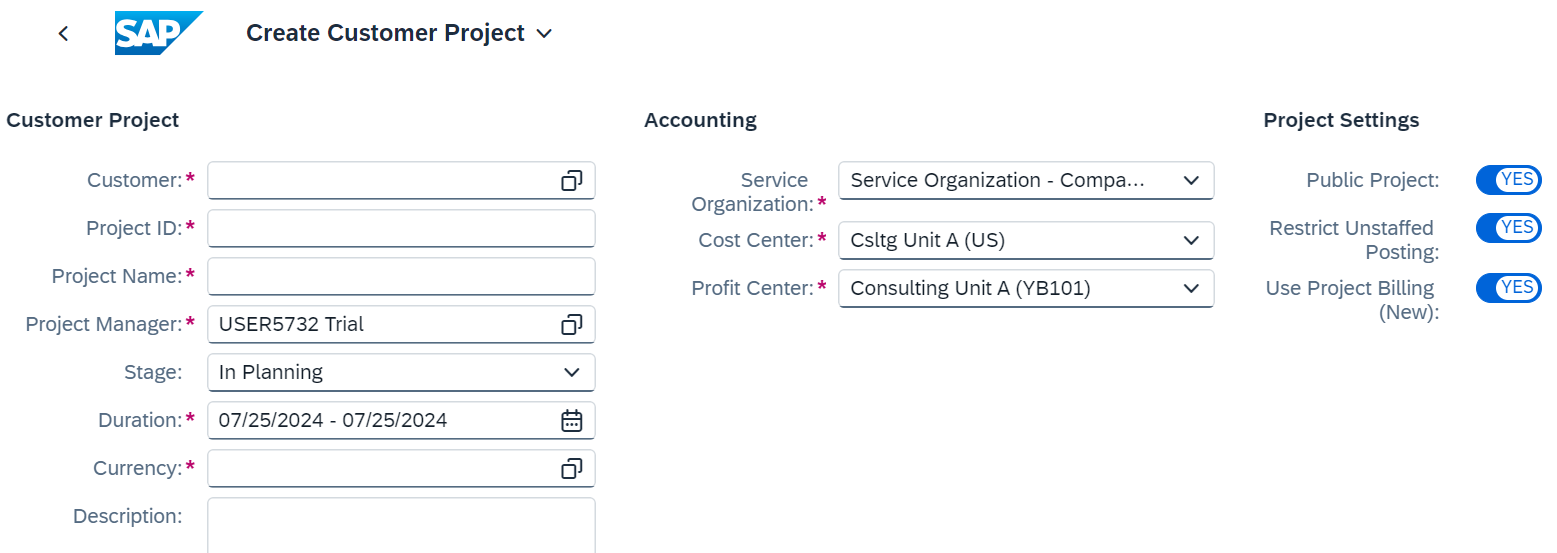 SAP
Create Customer Project
Customer Project
Customer:*
Project ID:*
Project Name:*
Project Manager:* USER5732 Trial
Stage: In Planning
Duration:* 07/25/2024 - 07/25/2024
Currency:*
Description:
Accounting
Service
Organization:* Service Organization - Compa...
Cost Center:* Csltg Unit A (US)
Profit Center:* Consulting Unit A (YB101)
Project Settings
Public Project: YES
Restrict Unstaffed
Posting: YES
Use Project Billing
(New): YES